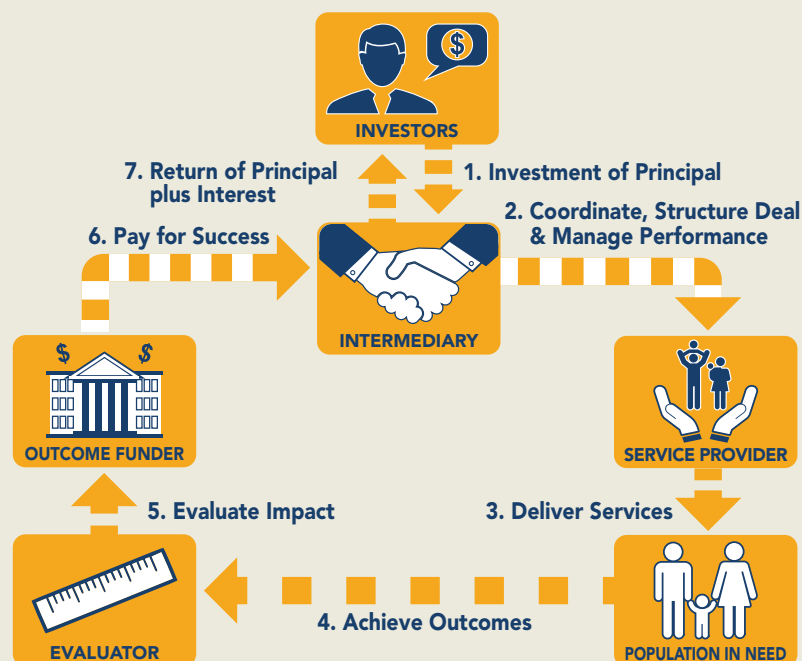 $
INVESTORS
7. Return of Principal
plus Interest
1. Investment of Principal
2. Coordinate, Structure Deal
& Manage Performance
6. Pay for Success
INTERMEDIARY
$ $
OUTCOME FUNDER
SERVICE PROVIDER
5. Evaluate Impact
3. Deliver Services
4. Achieve Outcomes
EVALUATOR
POPULATION IN NEED